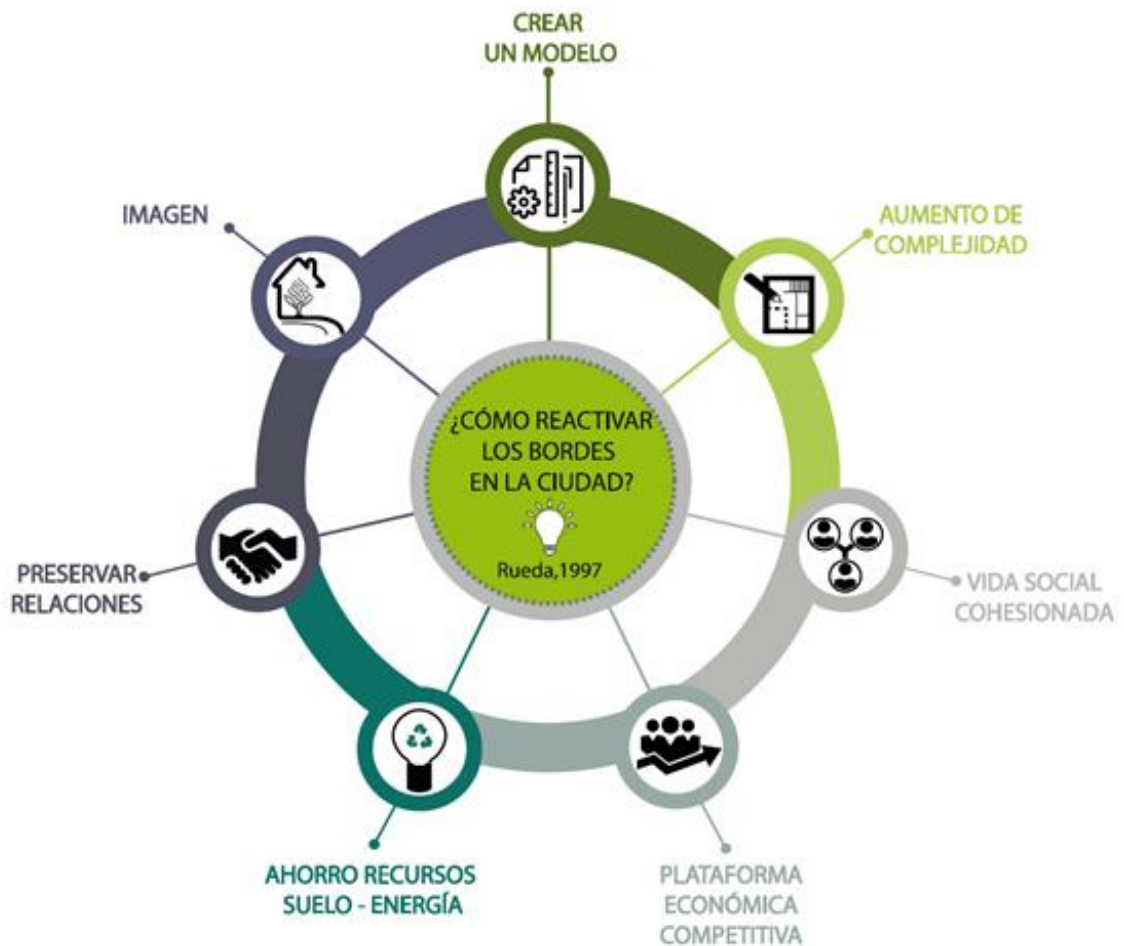 CREAR
UN MODELO
IMAGEN
AUMENTO DE
COMPLEJIDAD
¿CÓMO REACTIVAR
LOS BORDES
EN LA CIUDAD?
Rueda,1997
PRESERVAR
RELACIONES
VIDA SOCIAL
COHESIONADA
AHORRO RECURSOS
SUELO - ENERGÍA
PLATAFORMA
ECONÓMICA
COMPETITIVA